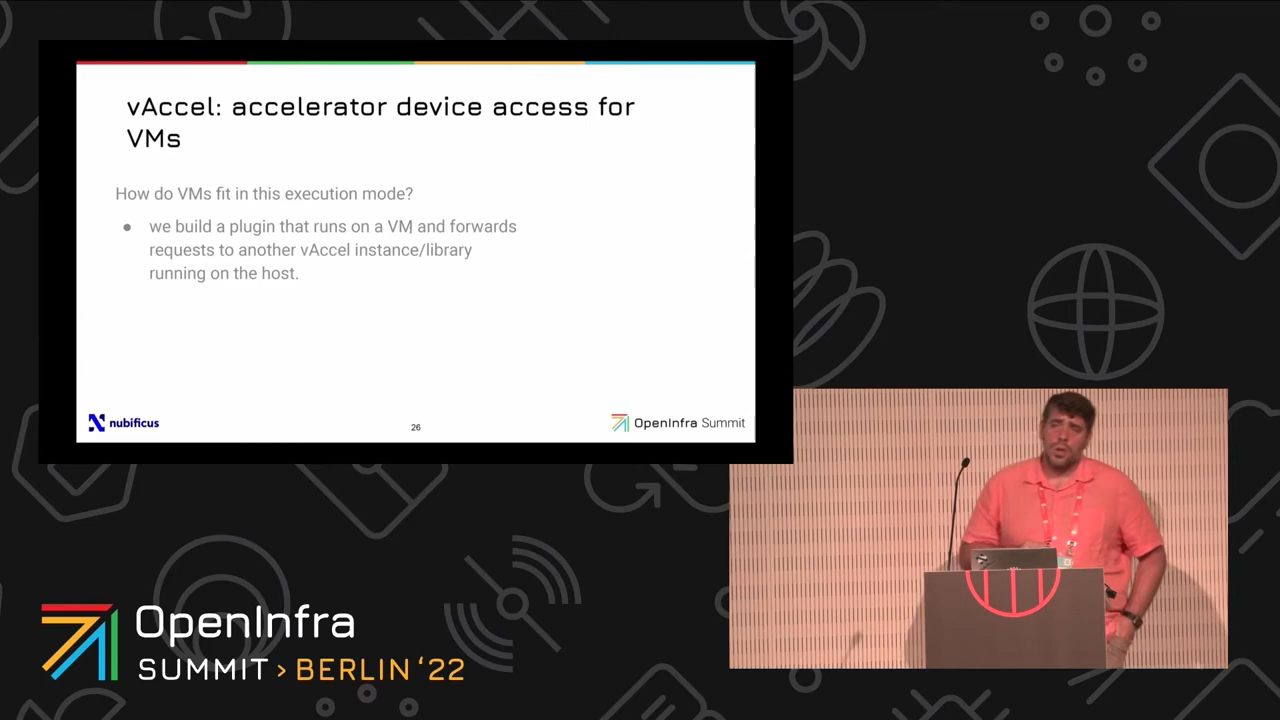 vAccel: accelerator device access for
VMs
How do VMs fit in this execution mode?
● we build a plugin that runs on a VM and forwards
requests to another vAccel instance/library
running on the host.
nubificus
26
OpenInfra Summit
OpenInfra
SUMMIT > BERLIN ‘22